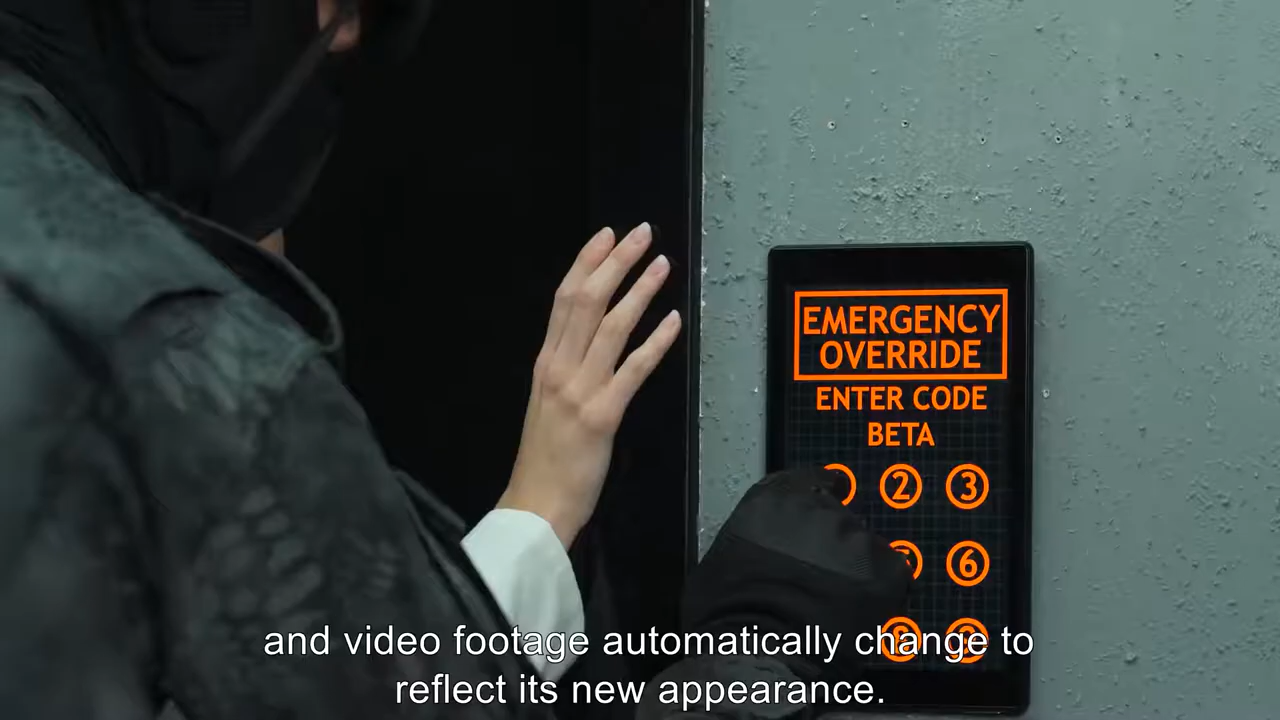 EMERGENCY
OVERRIDE
ENTER CODE
BETA
2 3
6
and video footage automatically change to
reflect its new appearance.